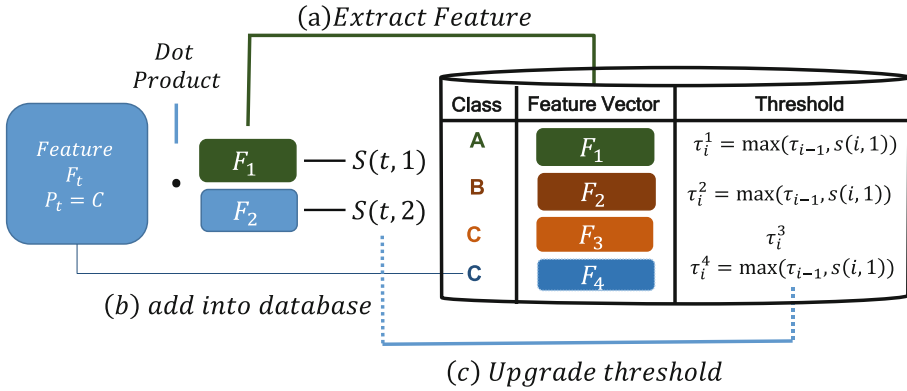 (a)Extract Feature
Dot
Product
Feature
F_t
P_t = C
.
F_1
S(t, 1)
F_2
S(t, 2)
Class Feature Vector Threshold
A F_1 τ_i^1 = max(τ_{i−1}, s(i, 1))
B F_2 τ_i^2 = max(τ_{i−1}, s(i, 1))
C F_3 τ_i^3
C F_4 τ_i^4 = max(τ_{i−1}, s(i, 1))
(b) add into database
(c) Upgrade threshold